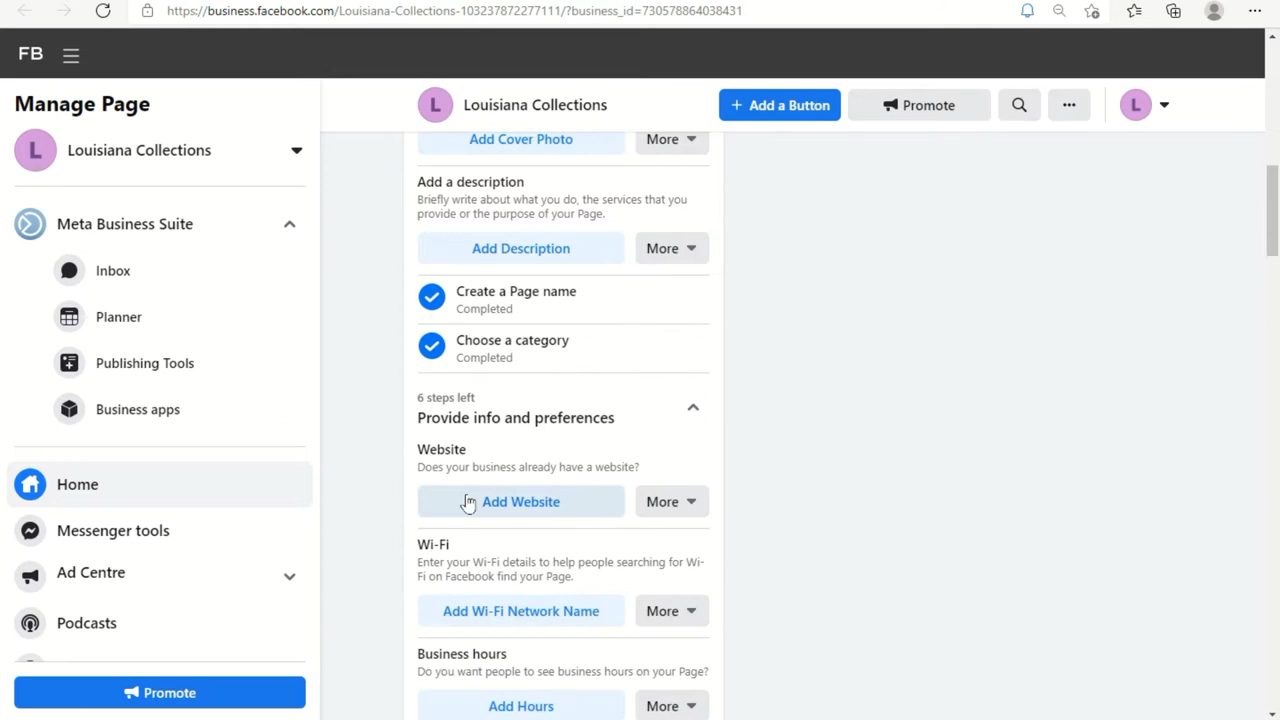 https://business.facebook.com/Louisiana-Collections-103237872277111/?business_id=730578864038431
FB
Manage Page
L
Louisiana Collections
Meta Business Suite
Inbox
Planner
Publishing Tools
Business apps
Home
Messenger tools
Ad Centre
Podcasts
Promote
L
Louisiana Collections
+ Add a Button
Promote
L
Add Cover Photo
More
Add a description
Briefly write about what you do, the services that you
provide or the purpose of your Page.
Add Description
More
Create a Page name
Completed
Choose a category
Completed
6 steps left
Provide info and preferences
Website
Does your business already have a website?
Add Website
More
Wi-Fi
Enter your Wi-Fi details to help people searching for Wi-
Fi on Facebook find your Page.
Add Wi-Fi Network Name
More
Business hours
Do you want people to see business hours on your Page?
Add Hours
More